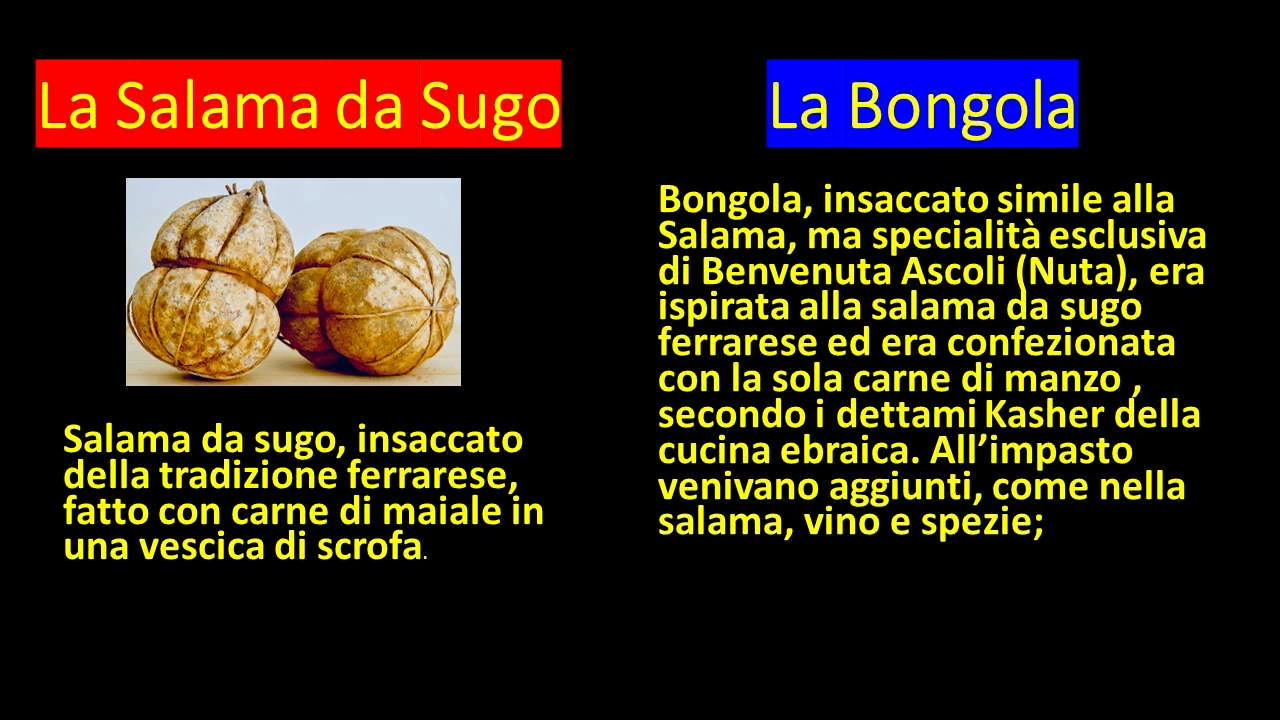 La Salama da Sugo
Salama da sugo, insaccato
della tradizione ferrarese,
fatto con carne di maiale in
una vescica di scrofa.
La Bongola
Bongola, insaccato simile alla
Salama, ma specialità esclusiva
di Benvenuta Ascoli (Nuta), era
ispirata alla salama da sugo
ferrarese ed era confezionata
con la sola carne di manzo ,
secondo i dettami Kasher della
cucina ebraica. All’impasto
venivano aggiunti, come nella
salama, vino e spezie;